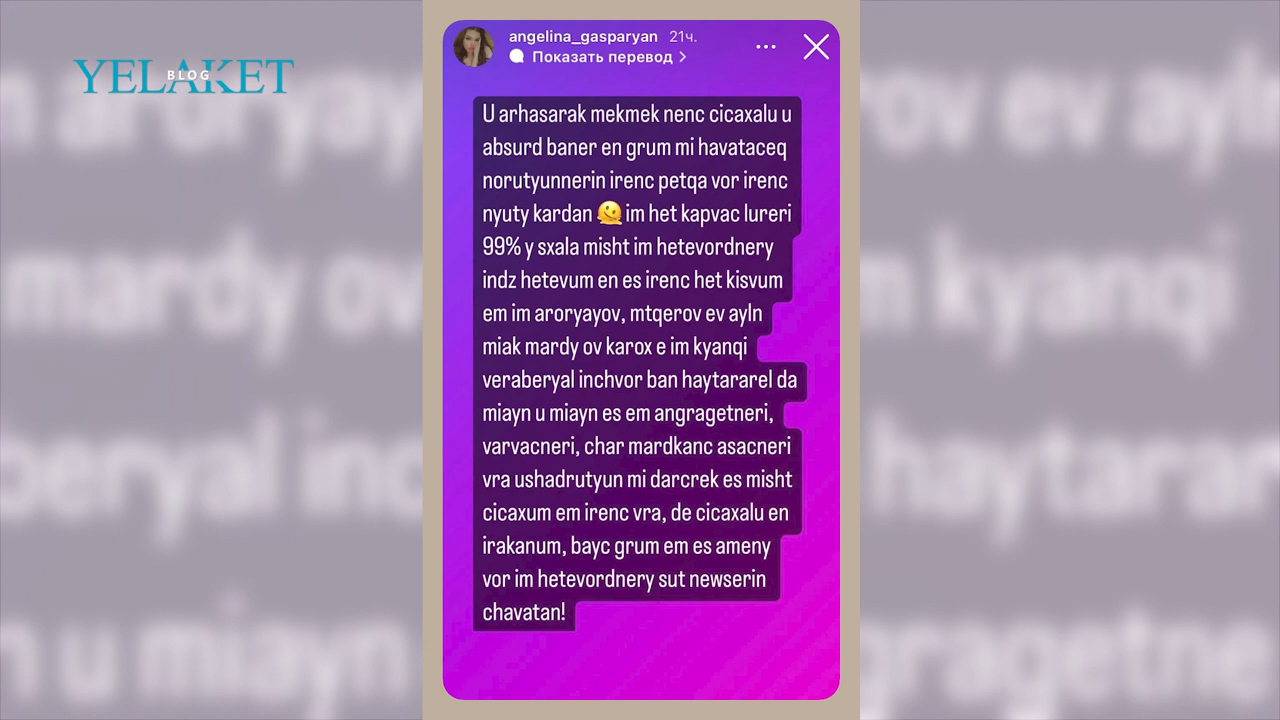 YELAKET
BLOG
angelina_gasparyan 21ч.
Показать перевод
U arhasarak mekmek nenc cicaxalu u
absurd baner en grum mi havataceq
norutyunnerin irenc petqa vor irenc
nyuty kardan 🫠 im het kapvac lureri
99% y sxala misht im hetevordnery
indz hetevum en es irenc het kisvum
em im aroryayov, mtqerov ev ayln
miak mardy ov karox e im kyanqi
veraberyal inchvor ban haytararel da
miayn u miayn es em angragetneri,
varvacneri, char mardkanc asacneri
vra ushadrutyun mi darcrek es misht
cicaxum em irenc vra, de cicaxalu en
irakanum, bayc grum em es ameny
vor im hetevordnery sut newserin
chavatan!